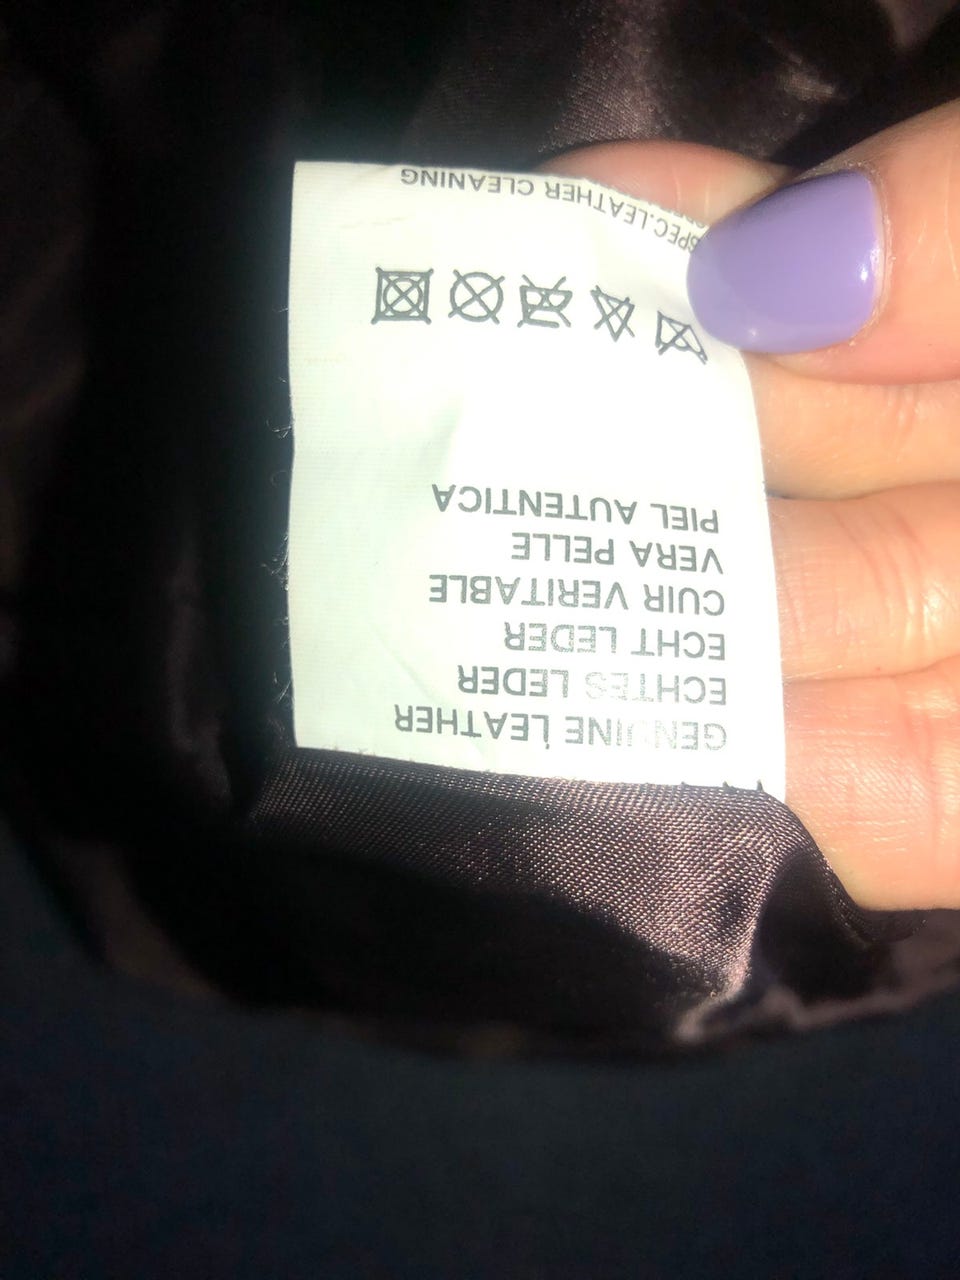 GENUINE LEATHER
ECHTES LEDER
ECHT LEDER
CUIR VERITABLE
VERA PELLE
PIEL AUTENTICA
SPEC.LEATHER CLEANING